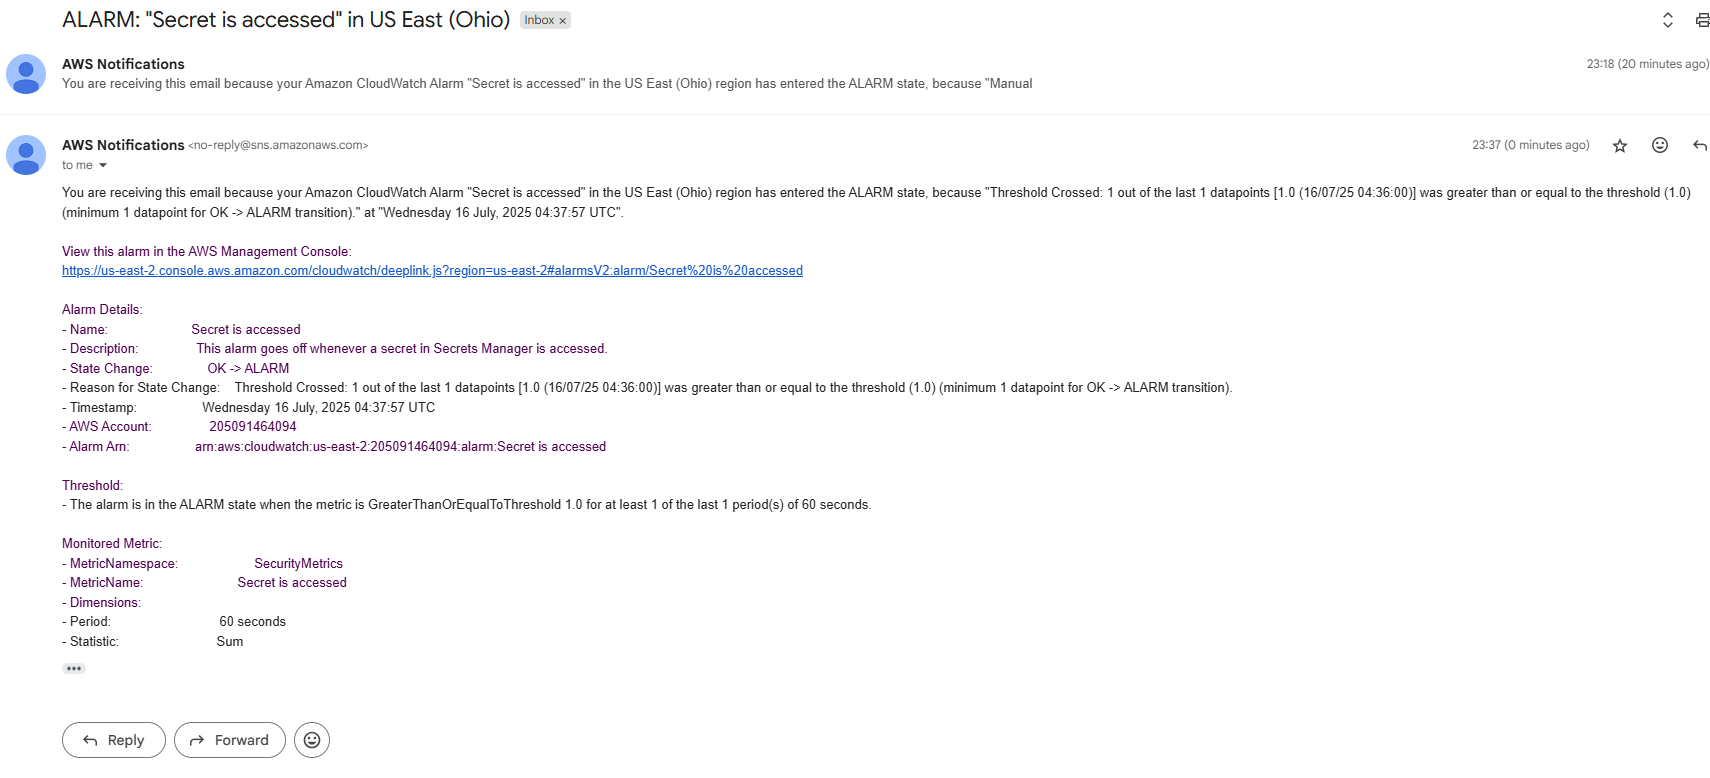 ALARM: "Secret is accessed" in US East (Ohio) Inbox ×
AWS Notifications 23:18 (20 minutes ago)
You are receiving this email because your Amazon CloudWatch Alarm "Secret is accessed" in the US East (Ohio) region has entered the ALARM state, because "Manual
AWS Notifications <no-reply@sns.amazonaws.com> 23:37 (0 minutes ago)
to me
You are receiving this email because your Amazon CloudWatch Alarm "Secret is accessed" in the US East (Ohio) region has entered the ALARM state, because "Threshold Crossed: 1 out of the last 1 datapoints [1.0 (16/07/25 04:36:00)] was greater than or equal to the threshold (1.0)
(minimum 1 datapoint for OK -> ALARM transition)." at "Wednesday 16 July, 2025 04:37:57 UTC".
View this alarm in the AWS Management Console:
https://us-east-2.console.aws.amazon.com/cloudwatch/deeplink.js?region=us-east-2#alarmsV2:alarm/Secret%20is%20accessed
Alarm Details:
- Name: Secret is accessed
- Description: This alarm goes off whenever a secret in Secrets Manager is accessed.
- State Change: OK -> ALARM
- Reason for State Change: Threshold Crossed: 1 out of the last 1 datapoints [1.0 (16/07/25 04:36:00)] was greater than or equal to the threshold (1.0) (minimum 1 datapoint for OK -> ALARM transition).
- Timestamp: Wednesday 16 July, 2025 04:37:57 UTC
- AWS Account: 205091464094
- Alarm Arn: arn:aws:cloudwatch:us-east-2:205091464094:alarm:Secret is accessed
Threshold:
- The alarm is in the ALARM state when the metric is GreaterThanOrEqualToThreshold 1.0 for at least 1 of the last 1 period(s) of 60 seconds.
Monitored Metric:
- MetricNamespace: SecurityMetrics
- MetricName: Secret is accessed
- Dimensions:
- Period: 60 seconds
- Statistic: Sum
Reply Forward